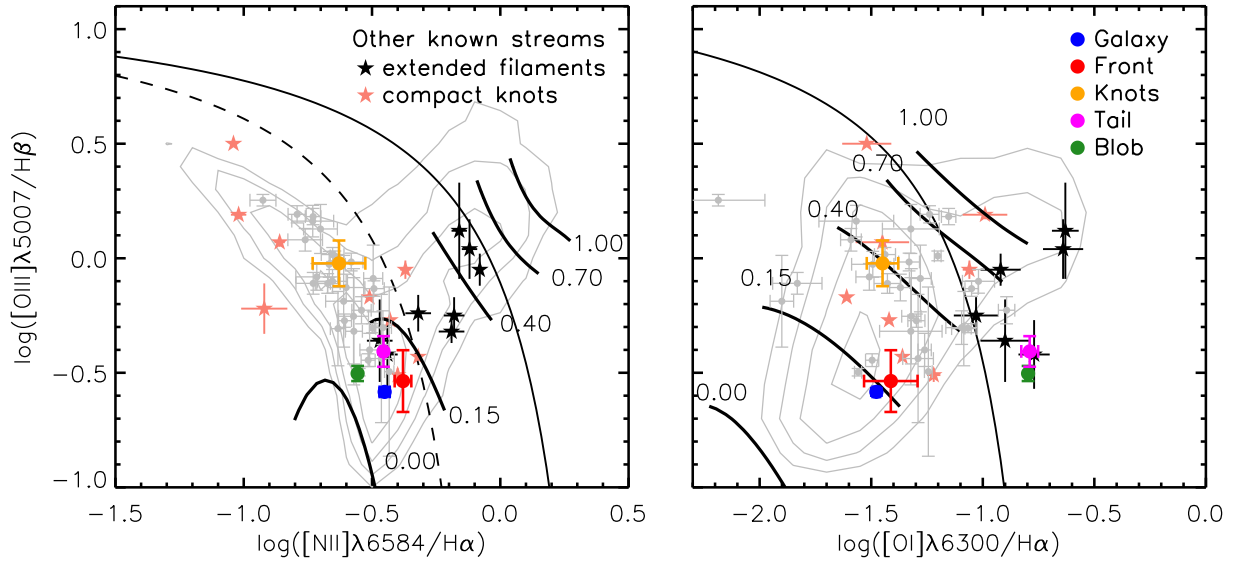 Other known streams
extended filaments
compact knots
1.00
0.70
0.40
0.15
0.00
1.0
0.5
0.0
−0.5
−1.0
−1.5
−1.0
−0.5
0.0
0.5
log([OIII]λ5007/Hβ)
log([NII]λ6584/Hα)
Galaxy
Front
Knots
Tail
Blob
1.00
0.70
0.40
0.15
0.00
−2.0
−1.5
−1.0
−0.5
0.0
log([OI]λ6300/Hα)